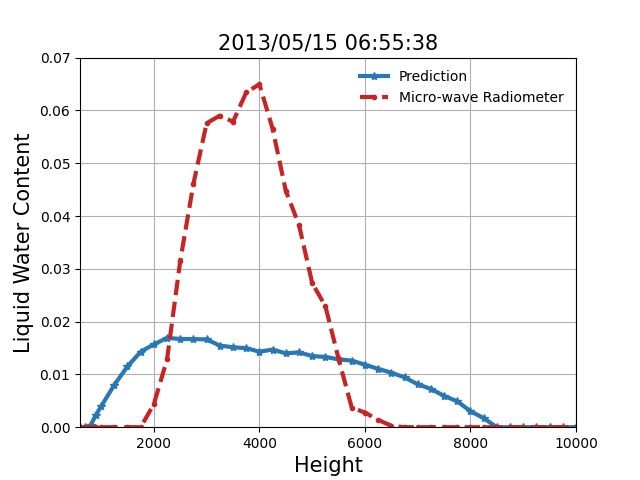 2013/05/15 06:55:38
Prediction
Micro-wave Radiometer
Liquid Water Content
0.07
0.06
0.05
0.04
0.03
0.02
0.01
0.00
2000 4000 6000 8000 10000
Height